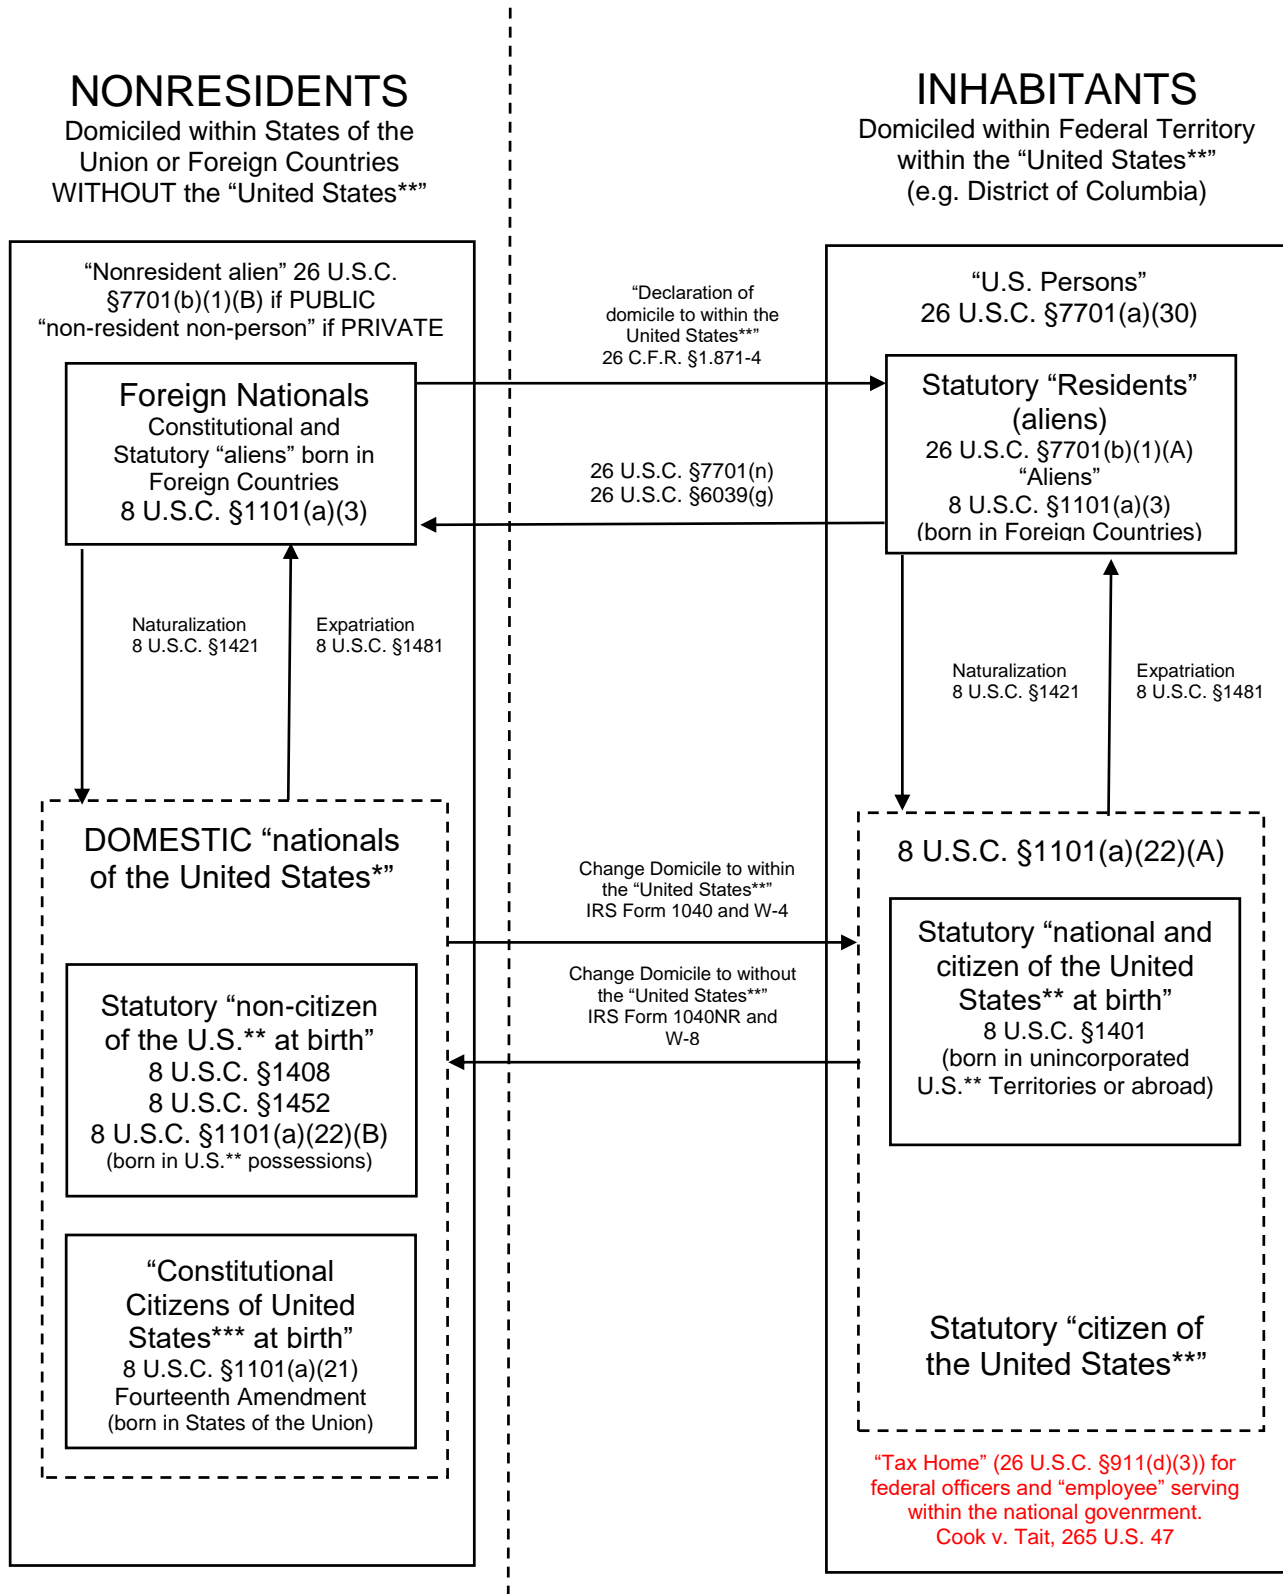 NONRESIDENTS
Domiciled within States of the
Union or Foreign Countries
WITHOUT the “United States**”
INHABITANTS
Domiciled within Federal Territory
within the “United States**”
(e.g. District of Columbia)
“Nonresident alien” 26 U.S.C.
§7701(b)(1)(B) if PUBLIC
“non-resident non-person” if PRIVATE
“Declaration of
domicile to within the
United States**”
26 C.F.R. §1.871-4
“U.S. Persons”
26 U.S.C. §7701(a)(30)
Foreign Nationals
Constitutional and
Statutory “aliens” born in
Foreign Countries
8 U.S.C. §1101(a)(3)
26 U.S.C. §7701(n)
26 U.S.C. §6039(g)
Statutory “Residents”
(aliens)
26 U.S.C. §7701(b)(1)(A)
“Aliens”
8 U.S.C. §1101(a)(3)
(born in Foreign Countries)
Naturalization
8 U.S.C. §1421
Expatriation
8 U.S.C. §1481
Naturalization
8 U.S.C. §1421
Expatriation
8 U.S.C. §1481
DOMESTIC “nationals
of the United States*”
Change Domicile to within
the “United States**”
IRS Form 1040 and W-4
8 U.S.C. §1101(a)(22)(A)
Statutory “non-citizen
of the U.S.** at birth”
8 U.S.C. §1408
8 U.S.C. §1452
8 U.S.C. §1101(a)(22)(B)
(born in U.S.** possessions)
Change Domicile to without
the “United States**”
IRS Form 1040NR and
W-8
Statutory “national and
citizen of the United
States** at birth”
8 U.S.C. §1401
(born in unincorporated
U.S.** Territories or abroad)
“Constitutional
Citizens of United
States*** at birth”
8 U.S.C. §1101(a)(21)
Fourteenth Amendment
(born in States of the Union)
Statutory “citizen of
the United States**”
“Tax Home” (26 U.S.C. §911(d)(3)) for
federal officers and “employee” serving
within the national govenrment.
Cook v. Tait, 265 U.S. 47